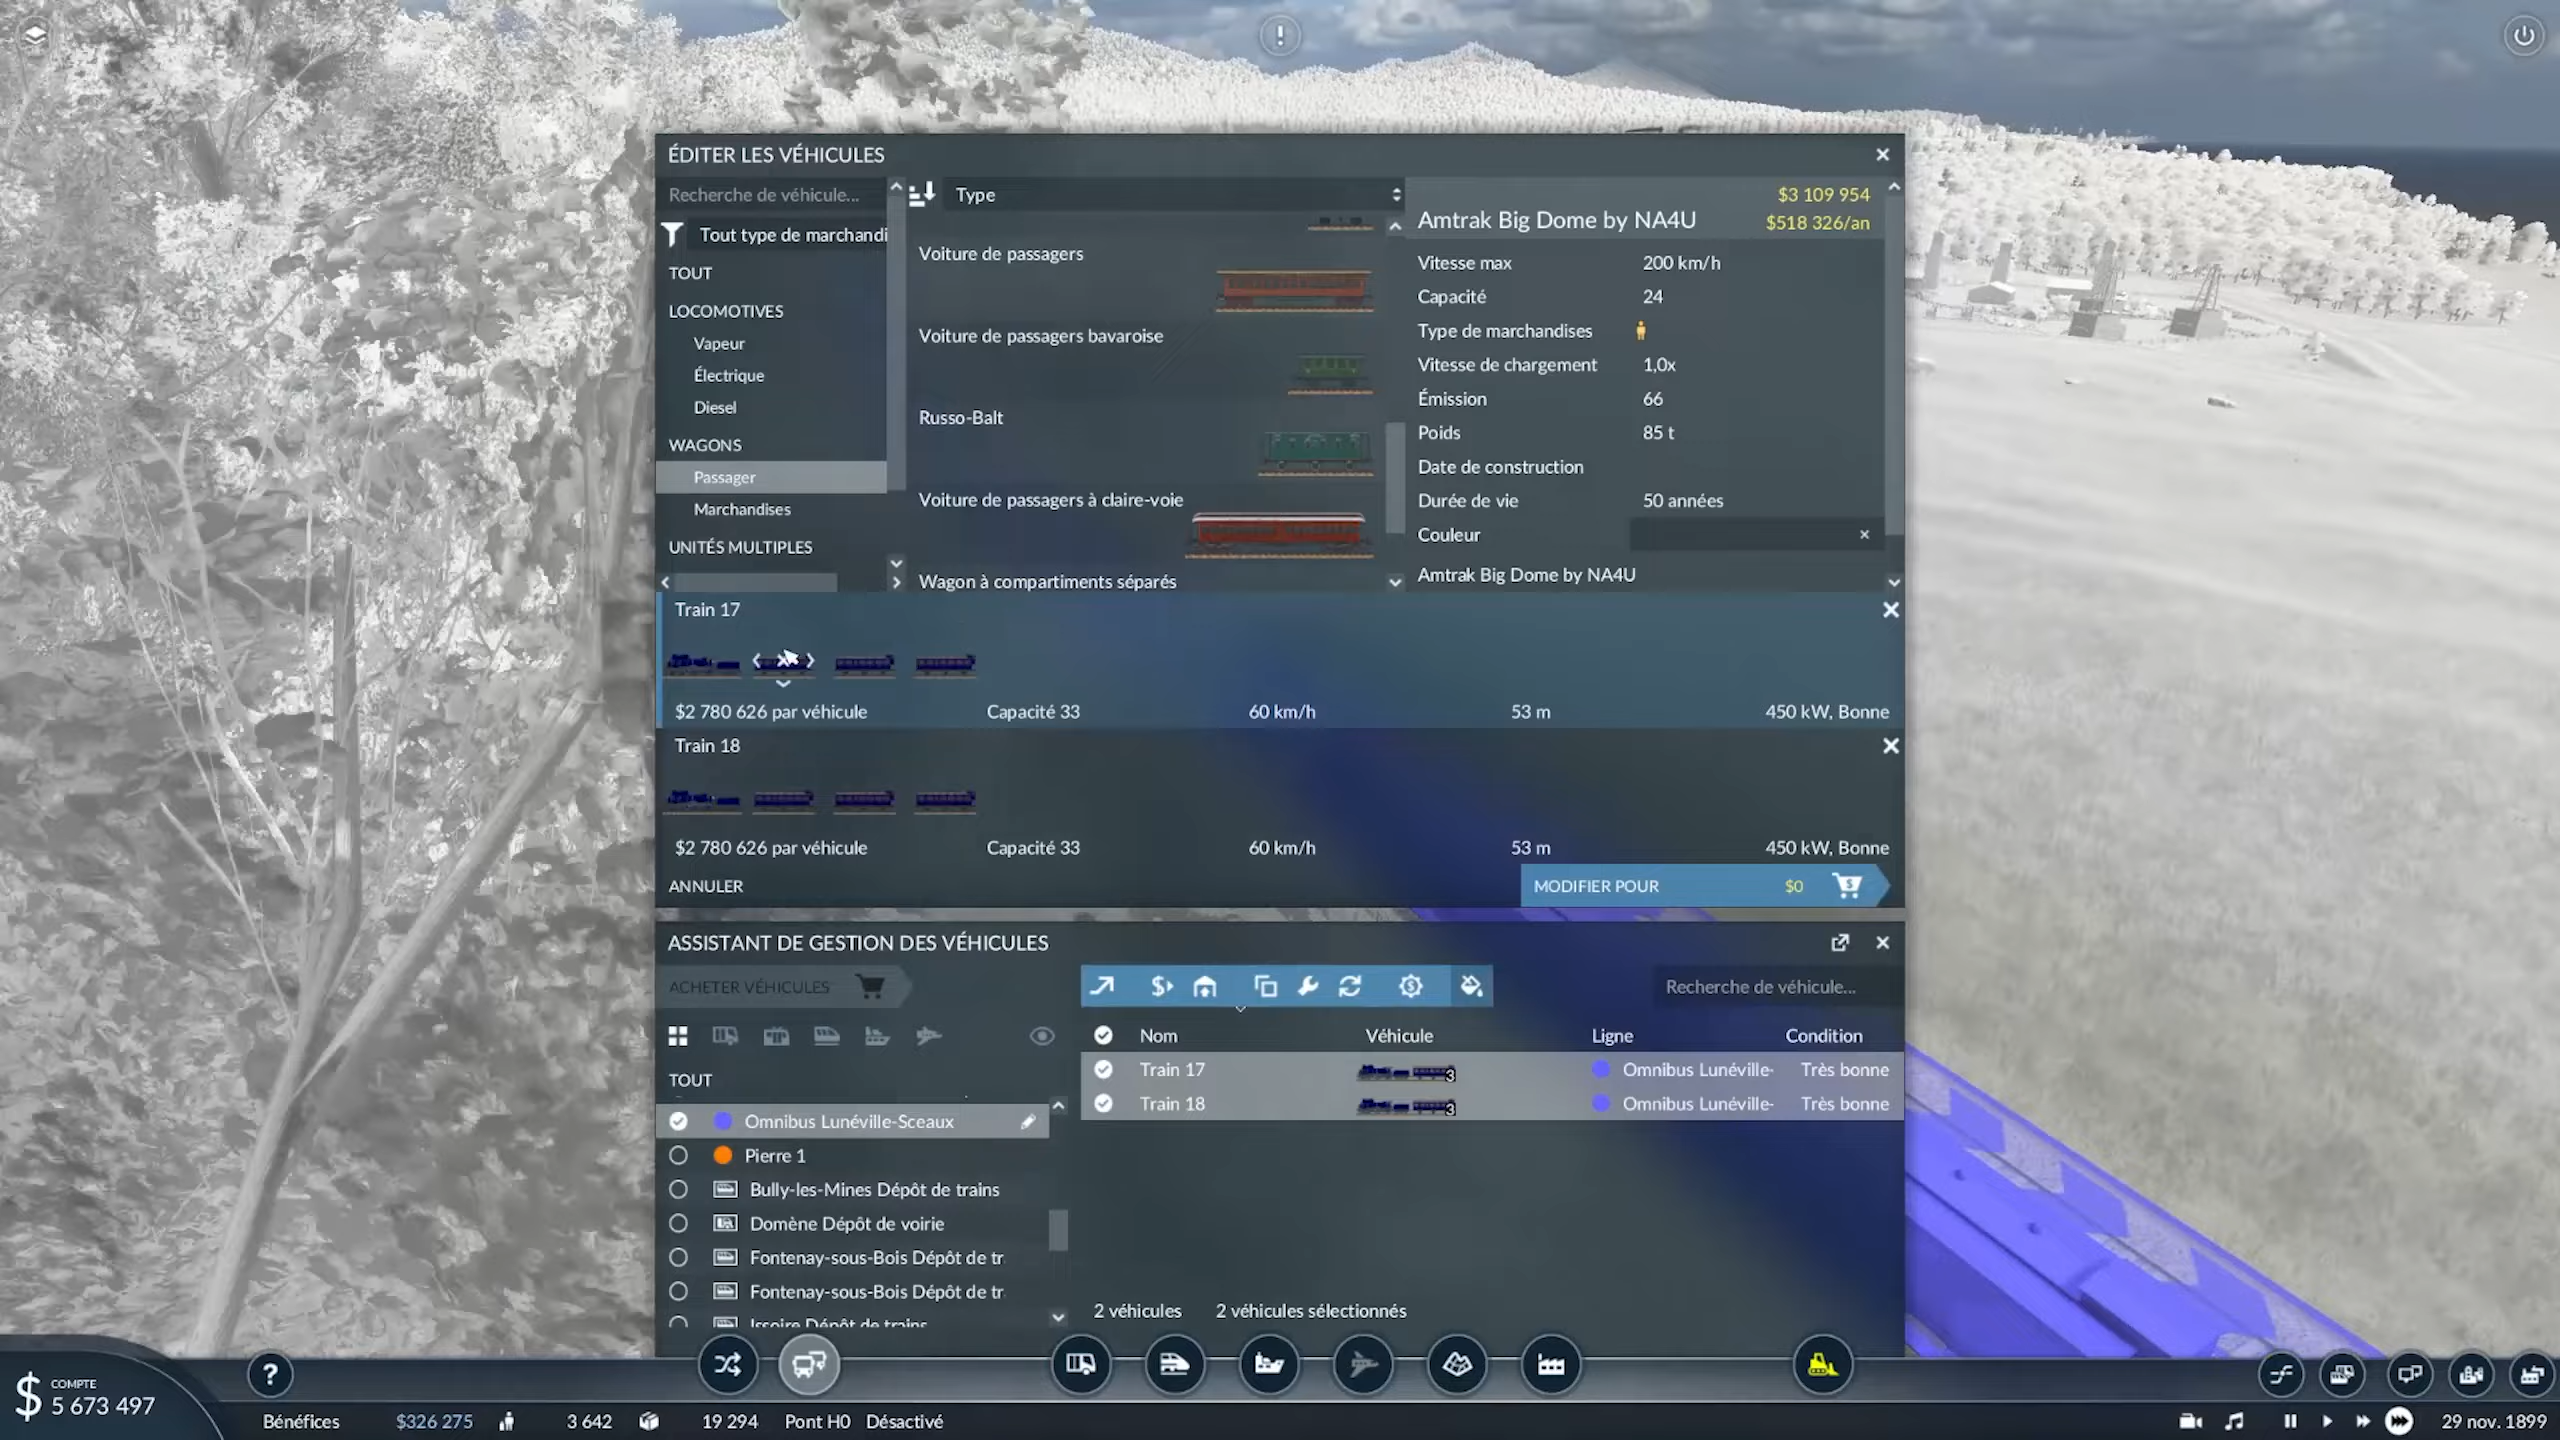 ÉDITER LES VÉHICULES
Recherche de véhicule...
Tout type de marchandi
TOUT
LOCOMOTIVES
Vapeur
Électrique
Diesel
WAGONS
Passager
Marchandises
UNITÉS MULTIPLES
Type
Voiture de passagers
Voiture de passagers bavaroise
Russo-Balt
Voiture de passagers à claire-voie
Wagon à compartiments séparés
$3 109 954
Amtrak Big Dome by NA4U
$518 326/an
Vitesse max 200 km/h
Capacité 24
Type de marchandises
Vitesse de chargement 1,0x
Émission 66
Poids 85 t
Date de construction
Durée de vie 50 années
Couleur
Amtrak Big Dome by NA4U
Train 17
$2 780 626 par véhicule Capacité 33 60 km/h 53 m 450 kW, Bonne
Train 18
$2 780 626 par véhicule Capacité 33 60 km/h 53 m 450 kW, Bonne
ANNULER
MODIFIER POUR $0
ASSISTANT DE GESTION DES VÉHICULES
ACHETER VÉHICULES
Recherche de véhicule...
TOUT
Omnibus Lunéville-Sceaux
Pierre 1
Bully-les-Mines Dépôt de trains
Domène Dépôt de voirie
Fontenay-sous-Bois Dépôt de tr
Fontenay-sous-Bois Dépôt de tr
Issoire Dépôt de trains
Nom Véhicule Ligne Condition
Train 17 3 Omnibus Lunéville- Très bonne
Train 18 3 Omnibus Lunéville- Très bonne
2 véhicules 2 véhicules sélectionnés
COMPTE
$ 5 673 497
Bénéfices $326 275 3 642 19 294 Pont H0 Désactivé
29 nov. 1899